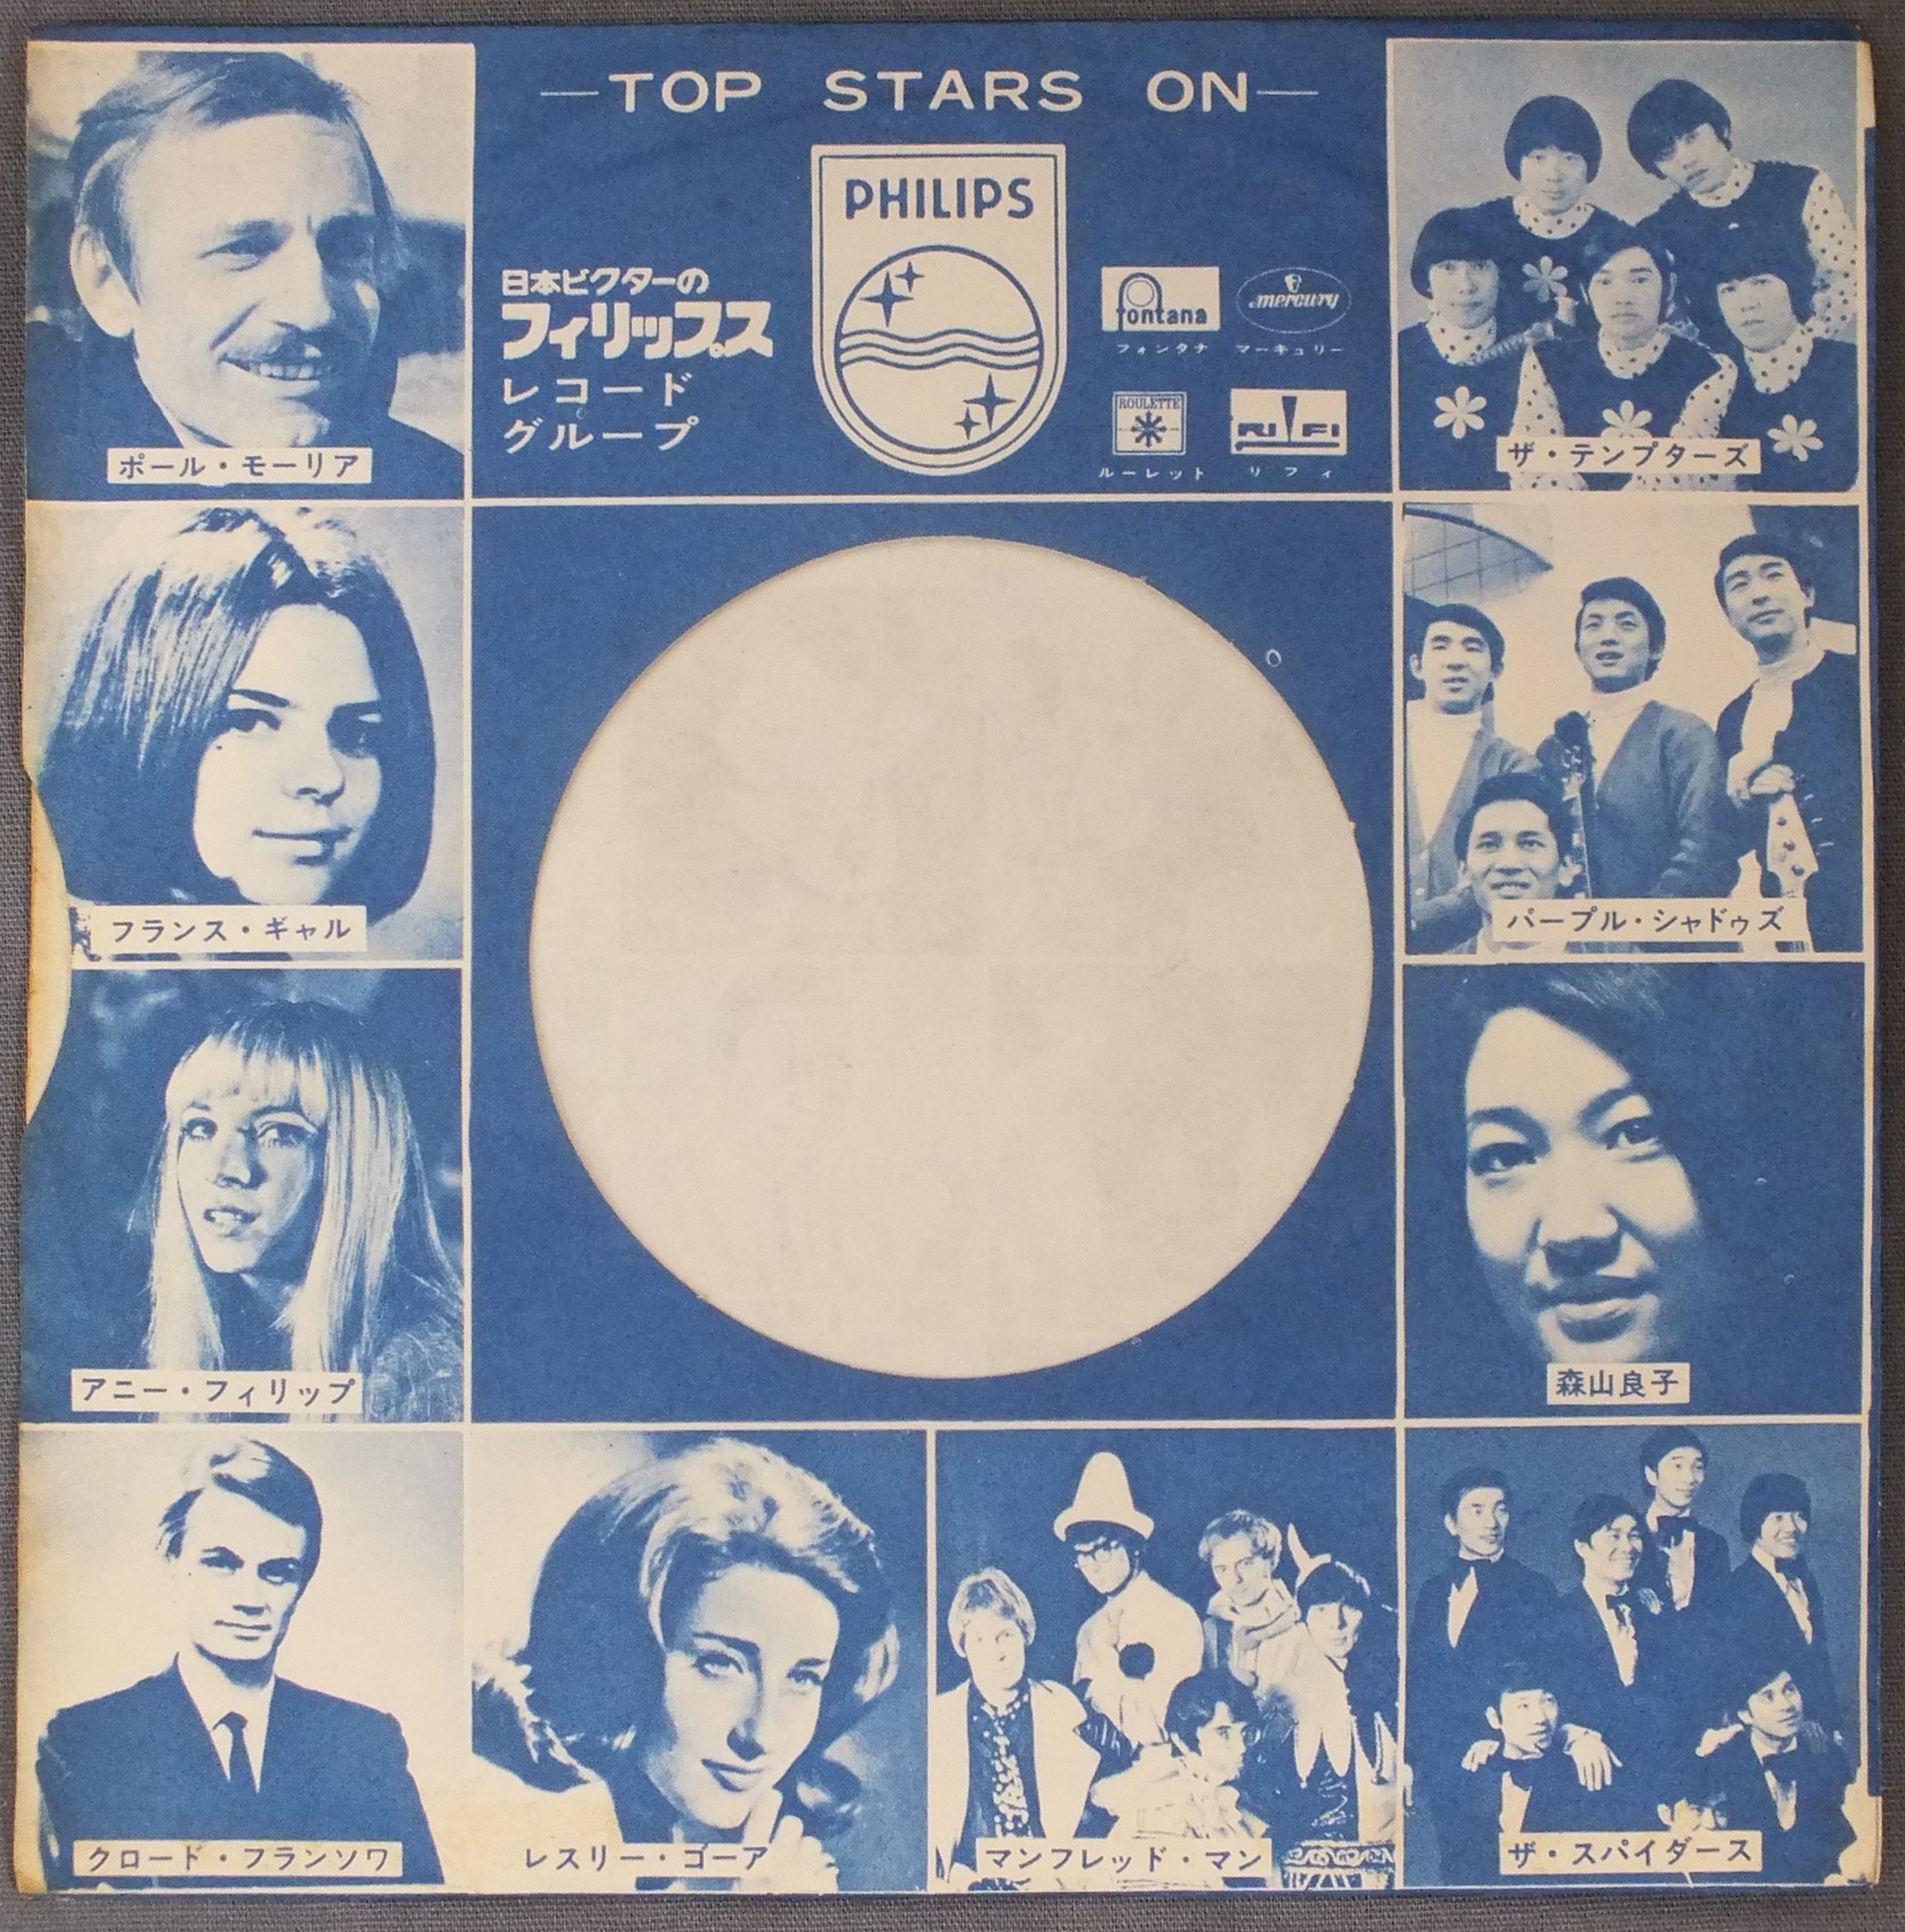 —TOP STARS ON—
PHILIPS
日本ビクターの
フィリップス
レコード
グループ
fontana
フォンタナ
mercury
マーキュリー
ROULETTE
ルーレット
RIFI
リフィ
ポール・モーリア
ザ・テンプターズ
フランス・ギャル
パープル・シャドゥズ
アニー・フィリップ
森山良子
クロード・フランソワ
レスリー・ゴーア
マンフレッド・マン
ザ・スパイダース